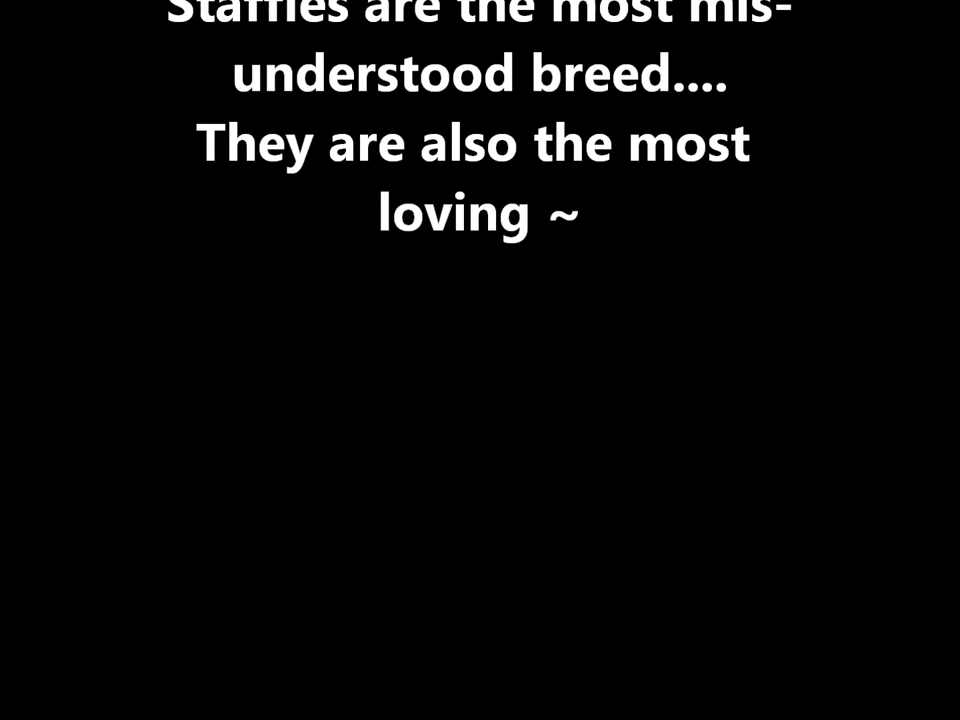 Staffies are the most mis-
understood breed....
They are also the most
loving ~